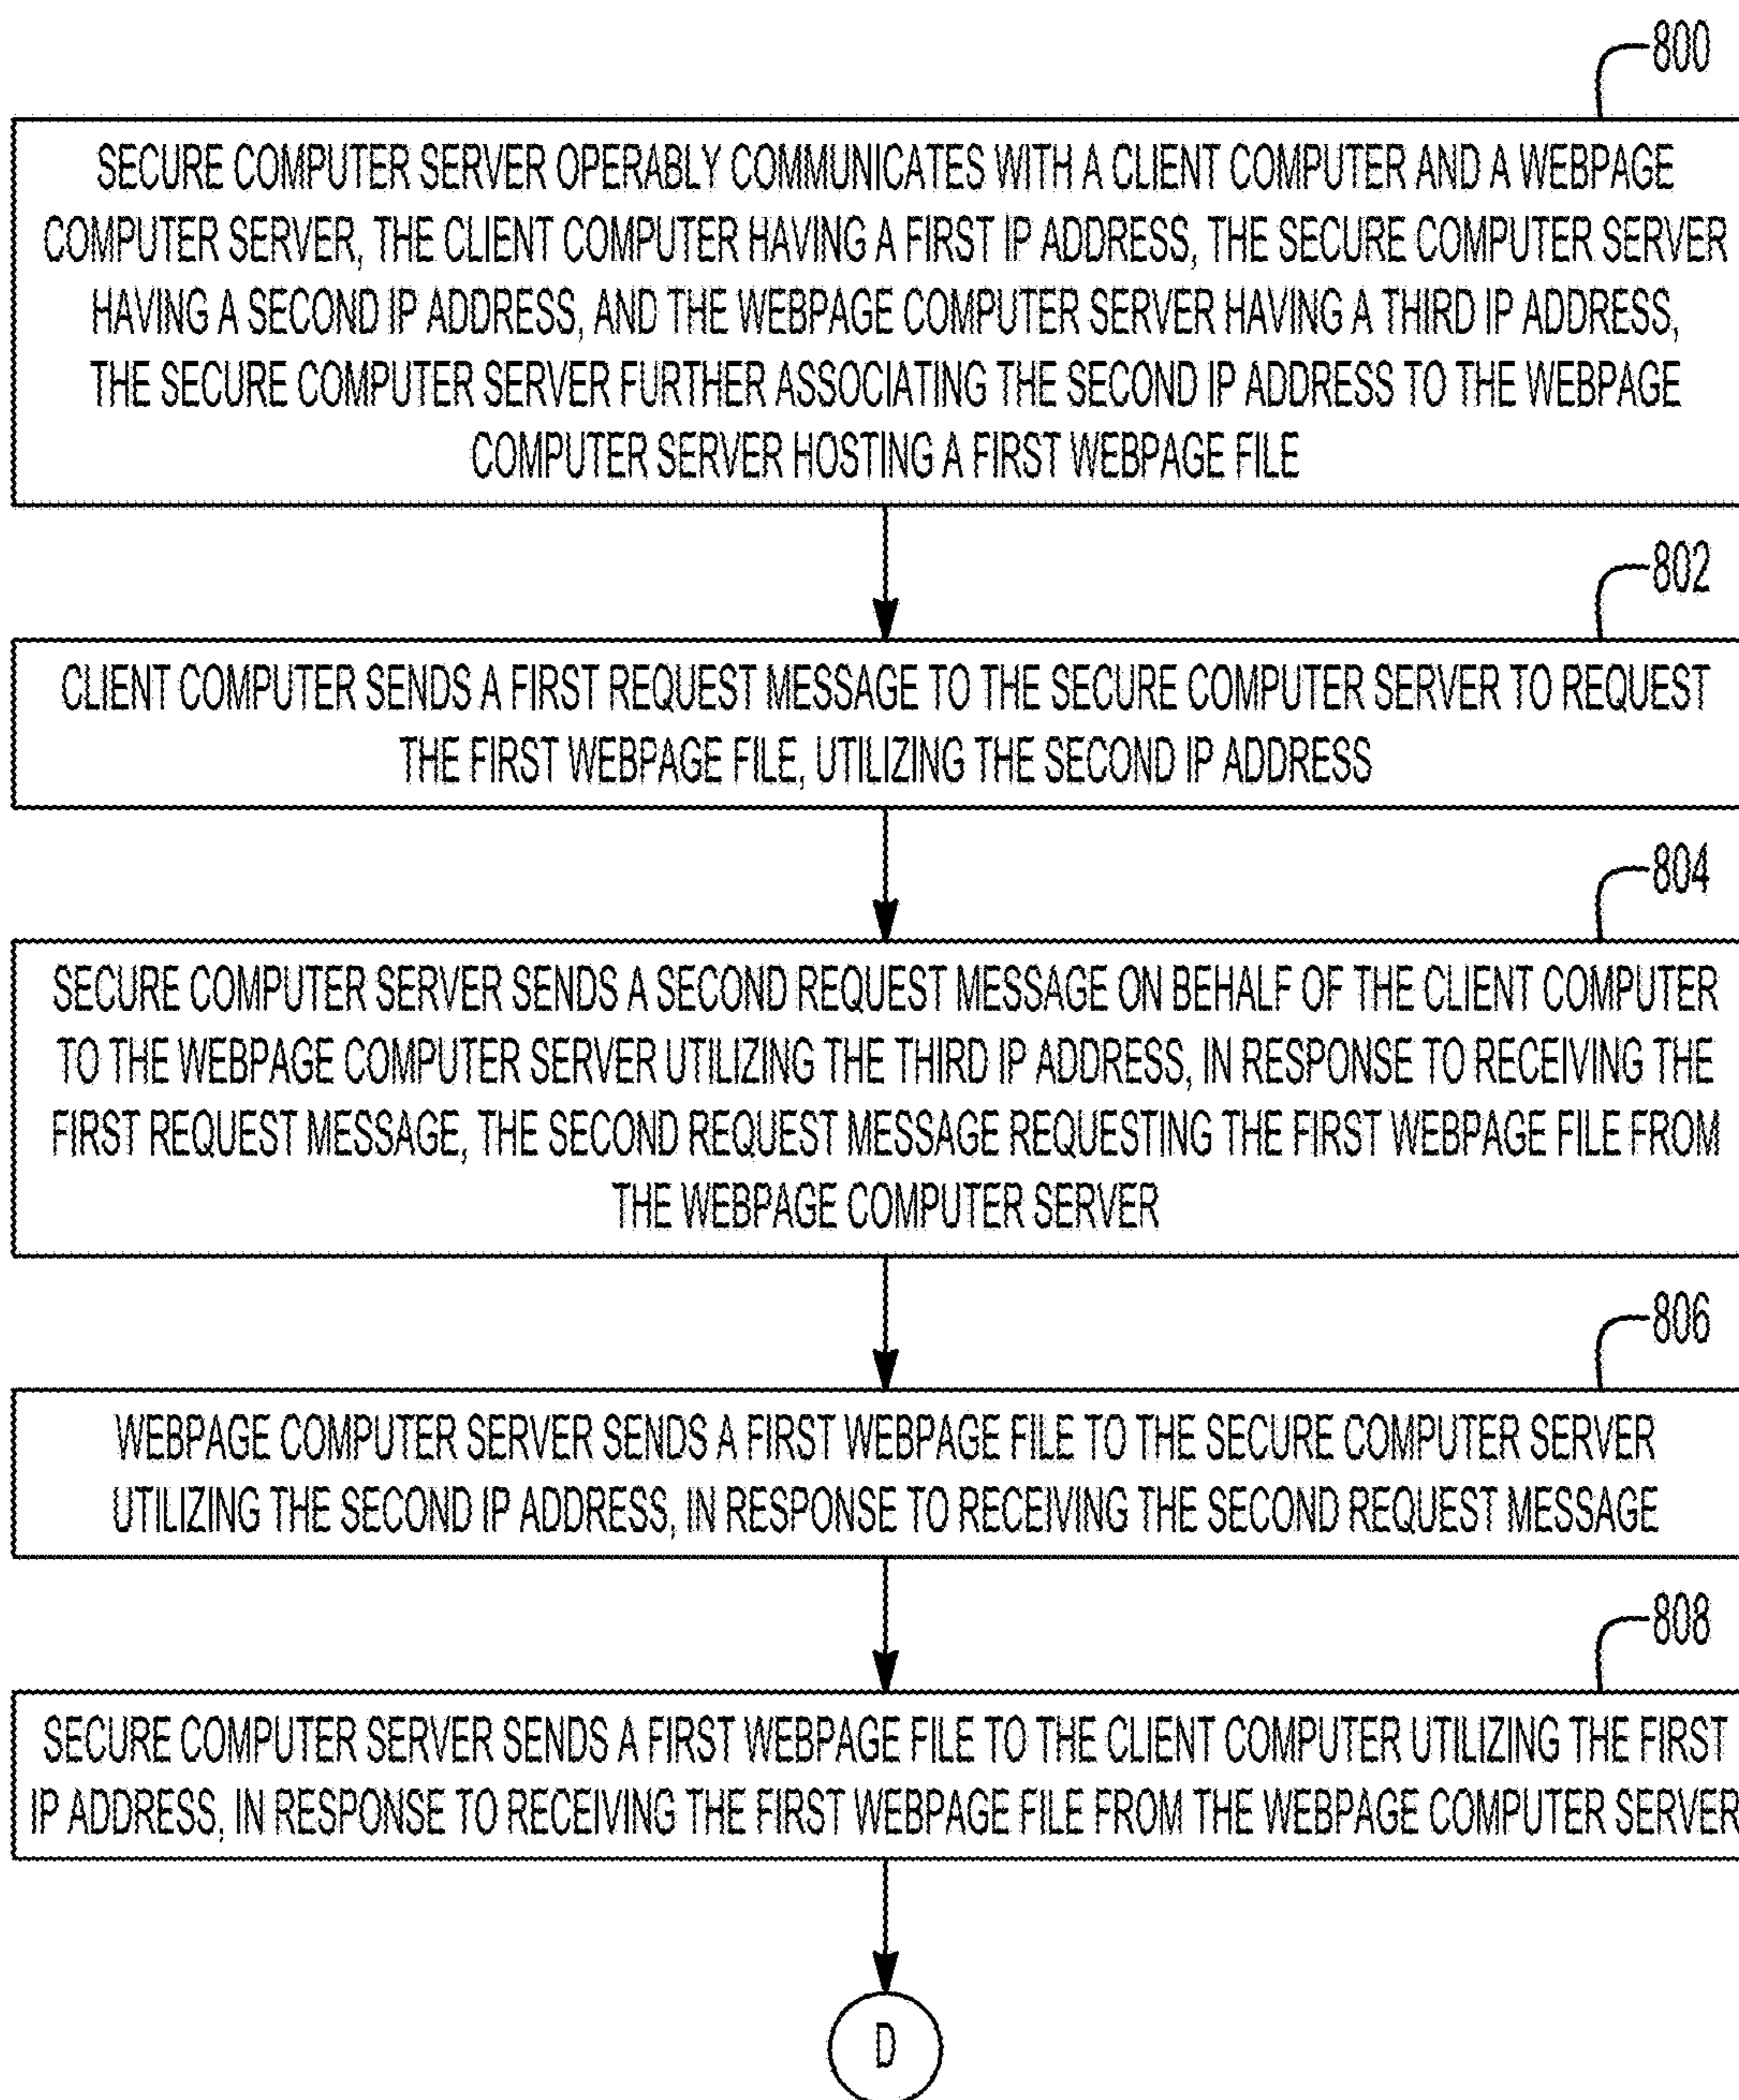 800
SECURE COMPUTER SERVER OPERABLY COMMUNICATES WITH A CLIENT COMPUTER AND A WEBPAGE
COMPUTER SERVER, THE CLIENT COMPUTER HAVING A FIRST IP ADDRESS, THE SECURE COMPUTER SERVER
HAVING A SECOND IP ADDRESS, AND THE WEBPAGE COMPUTER SERVER HAVING A THIRD IP ADDRESS,
THE SECURE COMPUTER SERVER FURTHER ASSOCIATING THE SECOND IP ADDRESS TO THE WEBPAGE
COMPUTER SERVER HOSTING A FIRST WEBPAGE FILE
802
CLIENT COMPUTER SENDS A FIRST REQUEST MESSAGE TO THE SECURE COMPUTER SERVER TO REQUEST
THE FIRST WEBPAGE FILE, UTILIZING THE SECOND IP ADDRESS
804
SECURE COMPUTER SERVER SENDS A SECOND REQUEST MESSAGE ON BEHALF OF THE CLIENT COMPUTER
TO THE WEBPAGE COMPUTER SERVER UTILIZING THE THIRD IP ADDRESS, IN RESPONSE TO RECEIVING THE
FIRST REQUEST MESSAGE, THE SECOND REQUEST MESSAGE REQUESTING THE FIRST WEBPAGE FILE FROM
THE WEBPAGE COMPUTER SERVER
806
WEBPAGE COMPUTER SERVER SENDS A FIRST WEBPAGE FILE TO THE SECURE COMPUTER SERVER
UTILIZING THE SECOND IP ADDRESS, IN RESPONSE TO RECEIVING THE SECOND REQUEST MESSAGE
808
SECURE COMPUTER SERVER SENDS A FIRST WEBPAGE FILE TO THE CLIENT COMPUTER UTILIZING THE FIRST
IP ADDRESS, IN RESPONSE TO RECEIVING THE FIRST WEBPAGE FILE FROM THE WEBPAGE COMPUTER SERVER
D